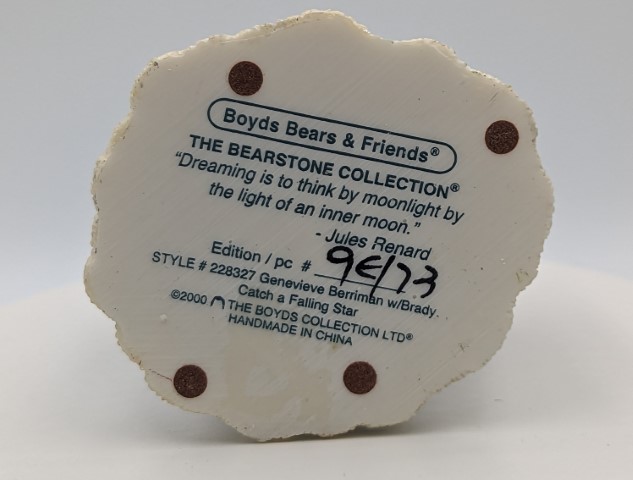 Boyds Bears & Friends®
THE BEARSTONE COLLECTION®
"Dreaming is to think by moonlight by
the light of an inner moon."
- Jules Renard
Edition / pc # 9E/73
STYLE # 228327 Genevieve Berriman w/Brady.
Catch a Falling Star
©2000 THE BOYDS COLLECTION LTD®
HANDMADE IN CHINA